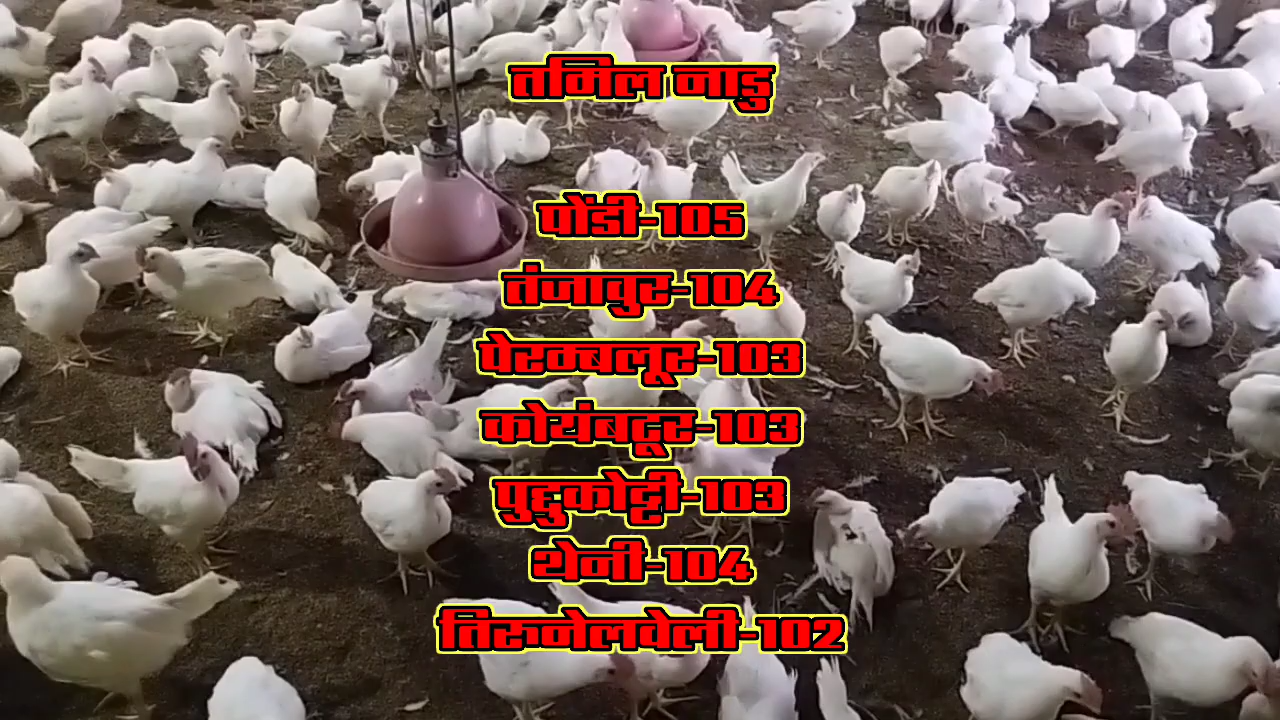 तमिल नाडु
पोंडी-105
तंजावुर-104
पेरम्बलूर-103
कोयंबटूर-103
पुद्दुकोट्टी-103
थेनी-104
तिरुनेलवेली-102